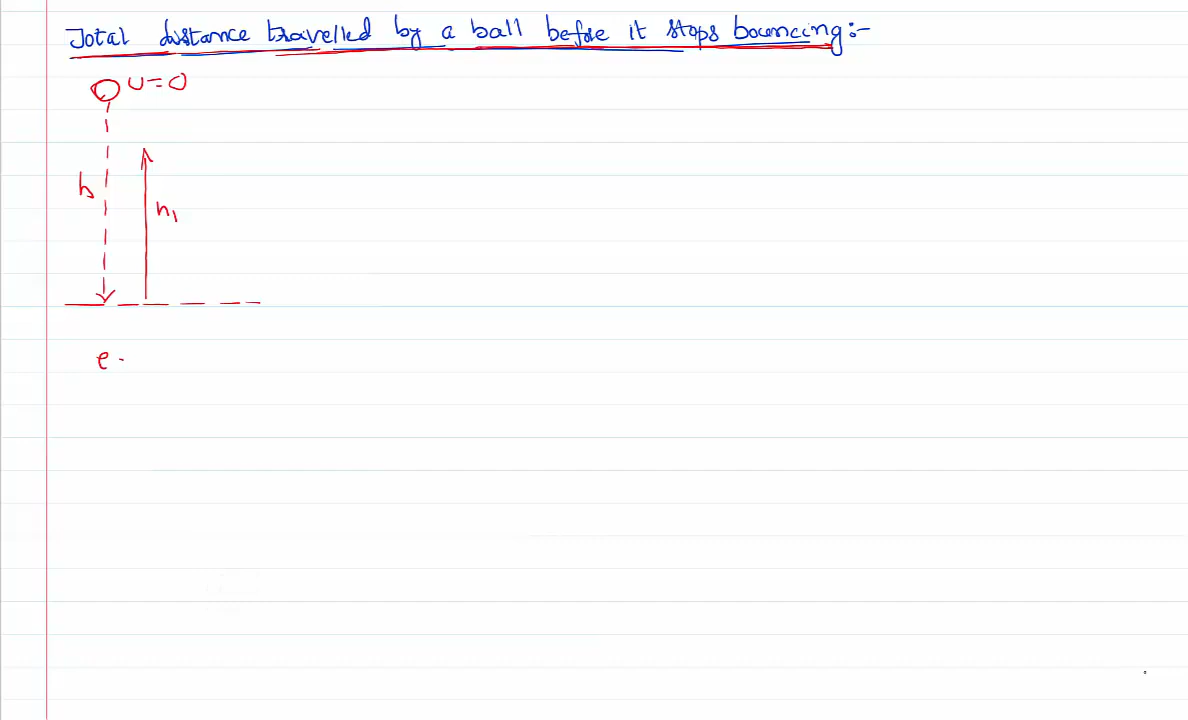 Total distance travelled by a ball before it stops bouncing :-
u = 0
h
h₁
e